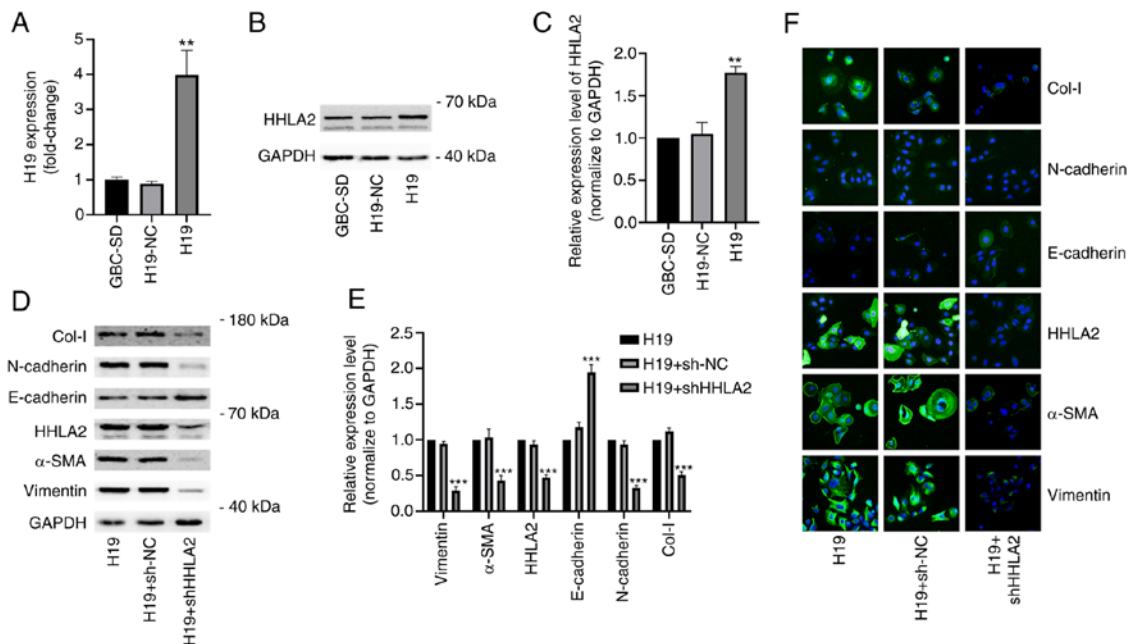 A
H19 expression
(fold-change)
5
4
3
2
1
0
**
GBC-SD
H19-NC
H19
B
HHLA2
GAPDH
- 70 kDa
- 40 kDa
GBC-SD
H19-NC
H19
C
Relative expression level of HHLA2
(normalize to GAPDH)
2.0
1.5
1.0
0.5
0.0
**
GBC-SD
H19-NC
H19
D
Col-I
N-cadherin
E-cadherin
HHLA2
α-SMA
Vimentin
GAPDH
- 180 kDa
- 70 kDa
- 40 kDa
H19
H19+sh-NC
H19+shHHLA2
E
Relative expression level
(normalize to GAPDH)
2.5
2.0
1.5
1.0
0.5
0.0
H19
H19+sh-NC
H19+shHHLA2
***
***
***
***
***
***
Vimentin
α-SMA
HHLA2
E-cadherin
N-cadherin
Col-I
F
Col-I
N-cadherin
E-cadherin
HHLA2
α-SMA
Vimentin
H19
H19+sh-NC
H19+
shHHLA2